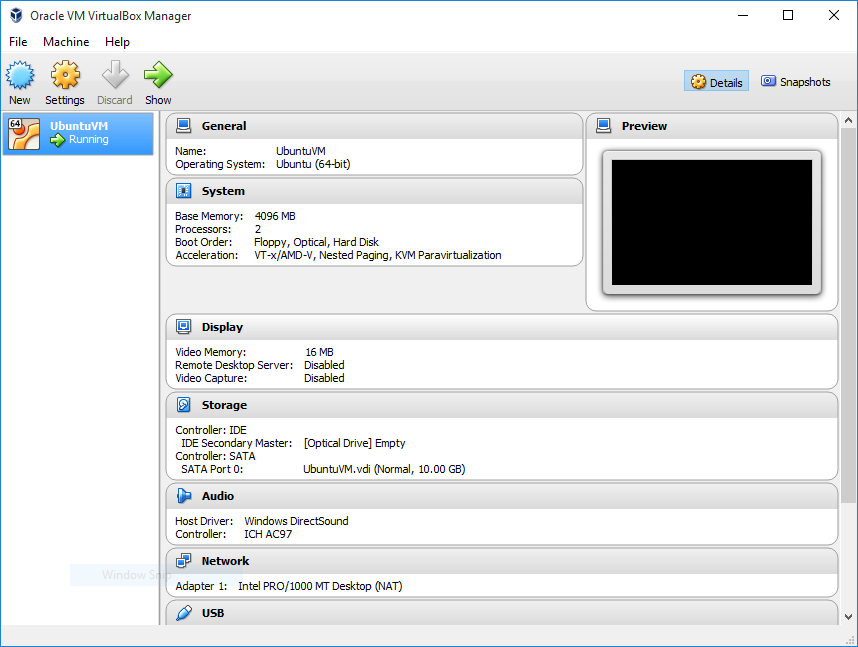 Oracle VM VirtualBox Manager
File Machine Help
New Settings Discard Show
Details Snapshots
64
UbuntuVM
Running
General
Name: UbuntuVM
Operating System: Ubuntu (64-bit)
Preview
System
Base Memory: 4096 MB
Processors: 2
Boot Order: Floppy, Optical, Hard Disk
Acceleration: VT-x/AMD-V, Nested Paging, KVM Paravirtualization
Display
Video Memory: 16 MB
Remote Desktop Server: Disabled
Video Capture: Disabled
Storage
Controller: IDE
IDE Secondary Master: [Optical Drive] Empty
Controller: SATA
SATA Port 0: UbuntuVM.vdi (Normal, 10.00 GB)
Audio
Host Driver: Windows DirectSound
Controller: ICH AC97
Network
Window Snip
Adapter 1: Intel PRO/1000 MT Desktop (NAT)
USB